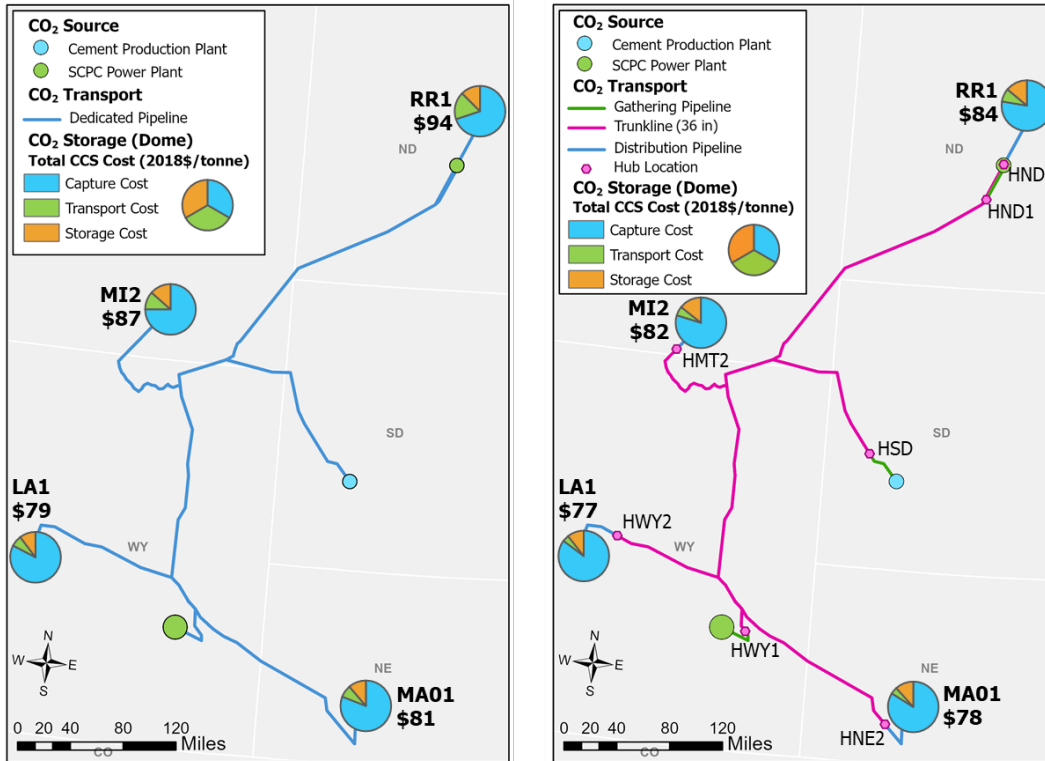 CO₂ Source
Cement Production Plant
SCPC Power Plant
CO₂ Transport
Dedicated Pipeline
CO₂ Storage (Dome)
Total CCS Cost (2018$/tonne)
Capture Cost
Transport Cost
Storage Cost
RR1
$94
ND
MI2
$87
SD
LA1
$79
WY
NE
MA01
$81
N
W E
S
0 20 40 80 120
Miles
CO
CO₂ Source
Cement Production Plant
SCPC Power Plant
CO₂ Transport
Gathering Pipeline
Trunkline (36 in)
Distribution Pipeline
Hub Location
CO₂ Storage (Dome)
Total CCS Cost (2018$/tonne)
Capture Cost
Transport Cost
Storage Cost
RR1
$84
ND
HND
HND1
MI2
$82
HMT2
SD
HSD
LA1
$77
HWY2
WY
HWY1
NE
MA01
$78
HNE2
N
W E
S
0 20 40 80 120
Miles
CO